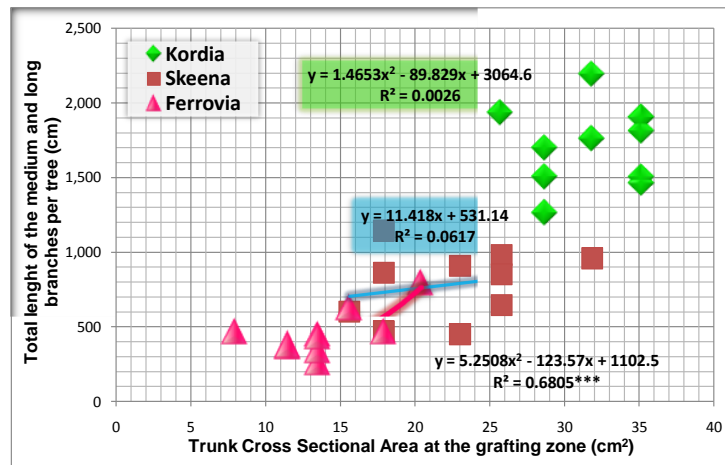 Total lenght of the medium and long
branches per tree (cm)
2,500
2,000
1,500
1,000
500
0
Kordia
Skeena
Ferrovia
y = 1.4653x² - 89.829x + 3064.6
R² = 0.0026
y = 11.418x + 531.14
R² = 0.0617
y = 5.2508x² - 123.57x + 1102.5
R² = 0.6805***
0 5 10 15 20 25 30 35 40
Trunk Cross Sectional Area at the grafting zone (cm²)